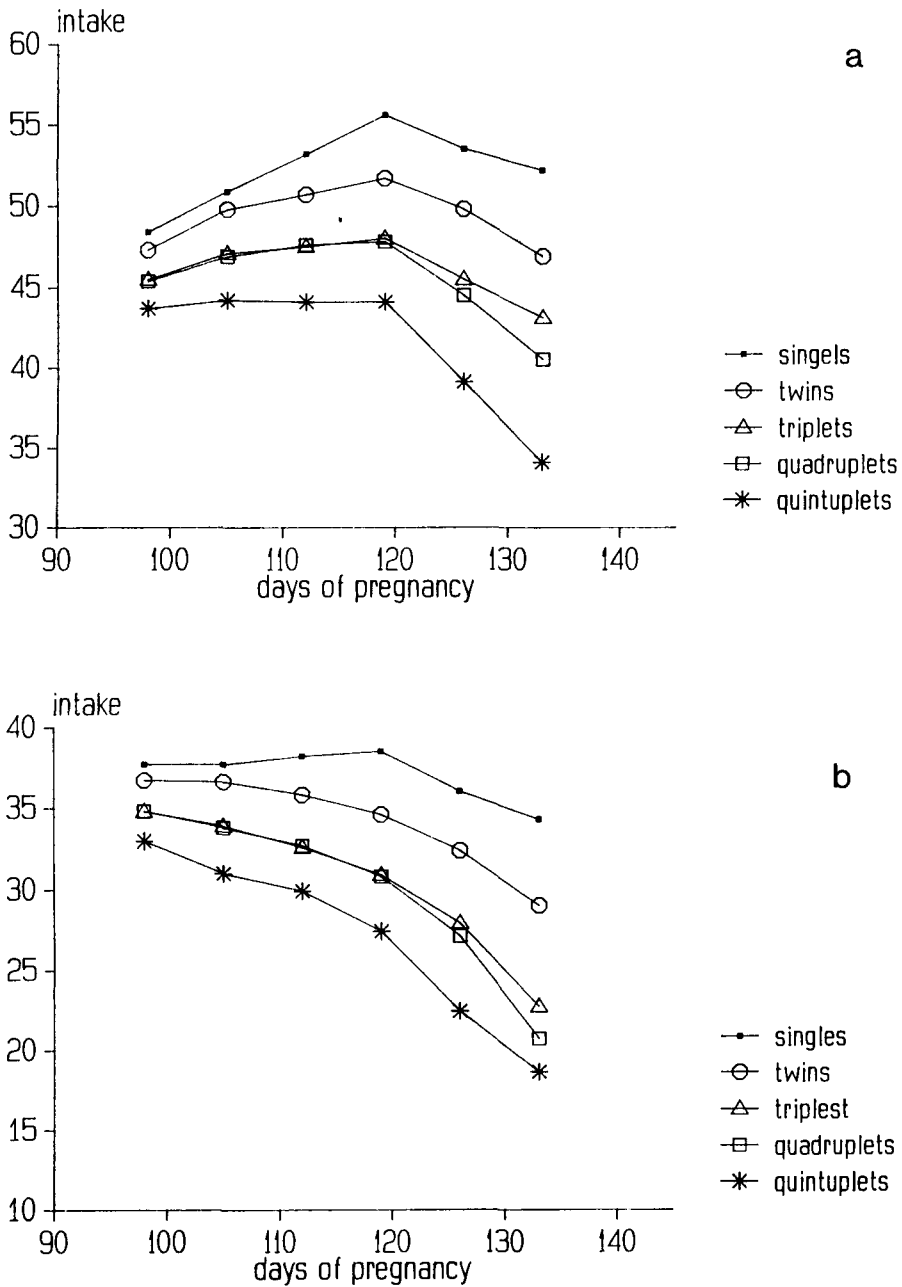 intake
a
60
55
50
45
40
35
30
90 100 110 120 130 140
days of pregnancy
singels
twins
triplets
quadruplets
quintuplets
intake
b
40
35
30
25
20
15
10
90 100 110 120 130 140
days of pregnancy
singles
twins
triplest
quadruplets
quintuplets